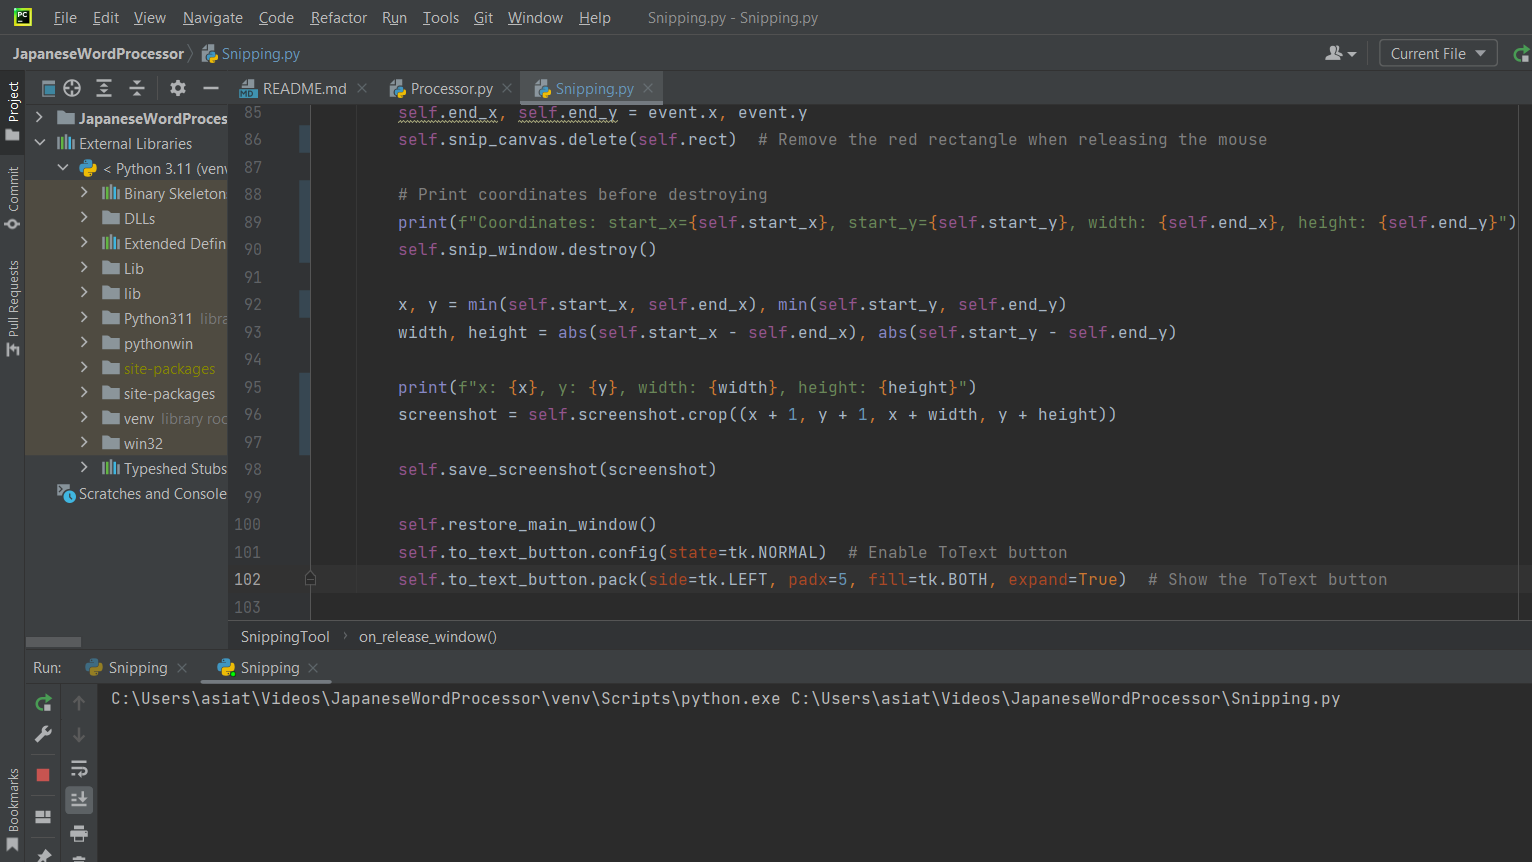 PC File Edit View Navigate Code Refactor Run Tools Git Window Help Snipping.py - Snipping.py
JapaneseWordProcessor Snipping.py Current File
README.md Processor.py Snipping.py
Project
Commit
Pull Requests
Bookmarks
JapaneseWordProces
External Libraries
< Python 3.11 (venv
Binary Skeleton
DLLs
Extended Defin
Lib
lib
Python311 libra
pythonwin
site-packages
site-packages
venv library roo
win32
Typeshed Stubs
Scratches and Console
85 self.end_x, self.end_y = event.x, event.y
86 self.snip_canvas.delete(self.rect)  # Remove the red rectangle when releasing the mouse
87
88 # Print coordinates before destroying
89 print(f"Coordinates: start_x={self.start_x}, start_y={self.start_y}, width: {self.end_x}, height: {self.end_y}")
90 self.snip_window.destroy()
91
92 x, y = min(self.start_x, self.end_x), min(self.start_y, self.end_y)
93 width, height = abs(self.start_x - self.end_x), abs(self.start_y - self.end_y)
94
95 print(f"x: {x}, y: {y}, width: {width}, height: {height}")
96 screenshot = self.screenshot.crop((x + 1, y + 1, x + width, y + height))
97
98 self.save_screenshot(screenshot)
99
100 self.restore_main_window()
101 self.to_text_button.config(state=tk.NORMAL)  # Enable ToText button
102 self.to_text_button.pack(side=tk.LEFT, padx=5, fill=tk.BOTH, expand=True)  # Show the ToText button
103
SnippingTool › on_release_window()
Run: Snipping Snipping
C:\Users\asiat\Videos\JapaneseWordProcessor\venv\Scripts\python.exe C:\Users\asiat\Videos\JapaneseWordProcessor\Snipping.py